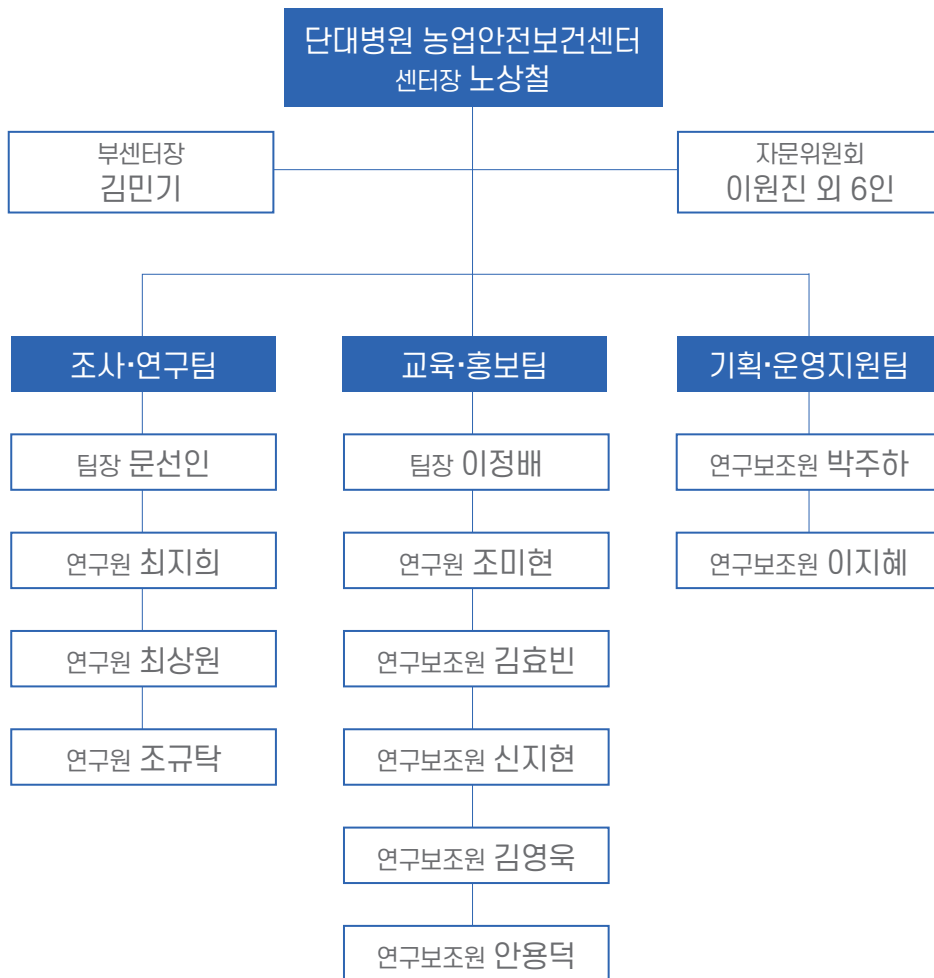 단대병원 농업안전보건센터
센터장 노상철
부센터장
김민기
자문위원회
이원진 외 6인
조사·연구팀
팀장 문선인
연구원 최지희
연구원 최상원
연구원 조규탁
교육·홍보팀
팀장 이정배
연구원 조미현
연구보조원 김효빈
연구보조원 신지현
연구보조원 김영욱
연구보조원 안용덕
기획·운영지원팀
연구보조원 박주하
연구보조원 이지혜